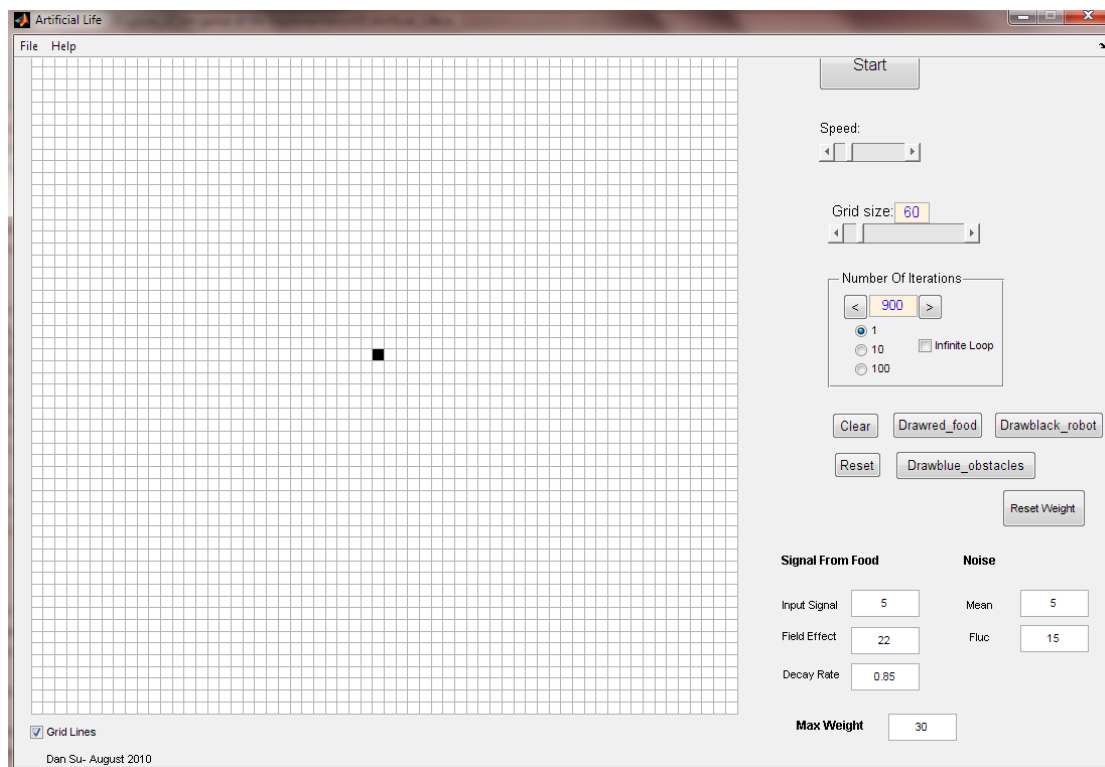 Artificial Life
File Help
Start
Speed:
Grid size: 60
Number Of Iterations
< 900 >
1
10
100
Infinite Loop
Clear Drawred_food Drawblack_robot
Reset Drawblue_obstacles
Reset Weight
Signal From Food Noise
Input Signal 5 Mean 5
Field Effect 22 Fluc 15
Decay Rate 0.85
Max Weight 30
Grid Lines
Dan Su- August 2010